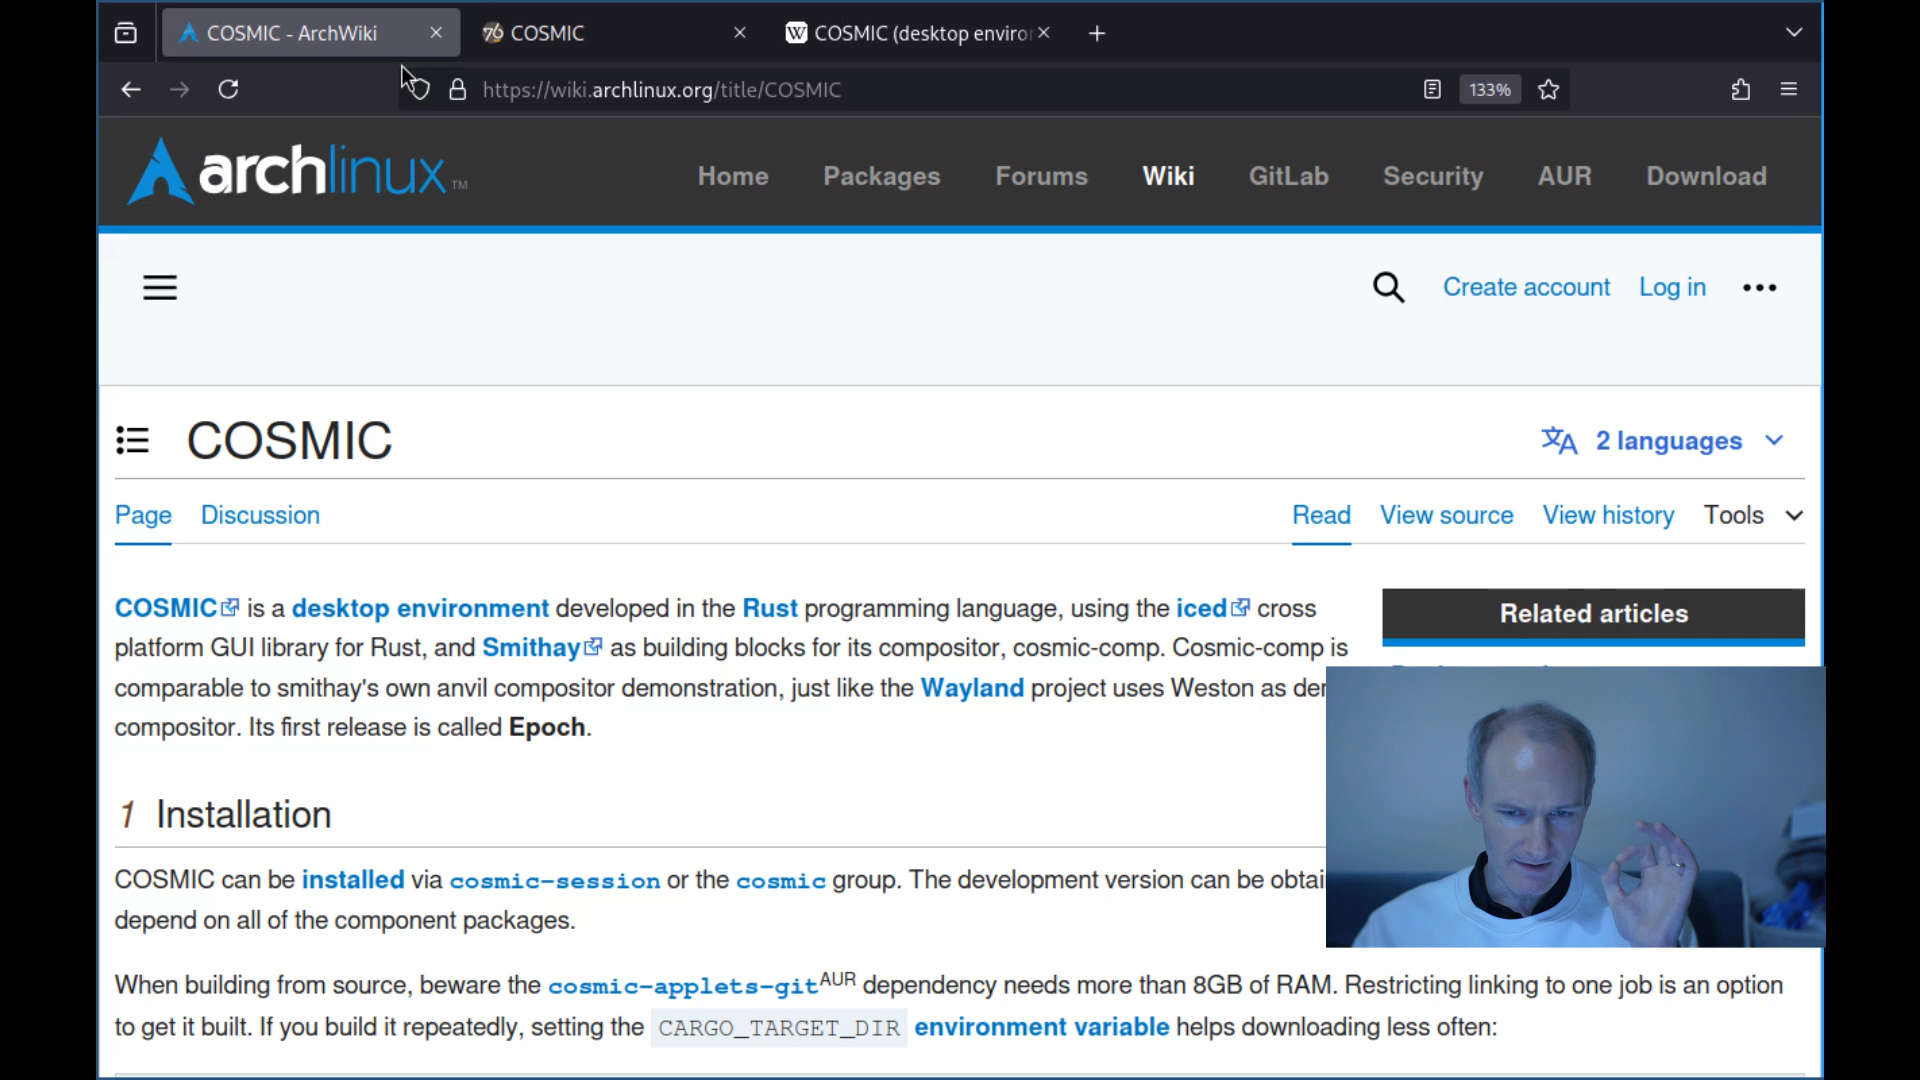 COSMIC - ArchWiki
COSMIC
COSMIC (desktop enviro
https://wiki.archlinux.org/title/COSMIC
133%
archlinux™
Home
Packages
Forums
Wiki
GitLab
Security
AUR
Download
Create account
Log in
COSMIC
2 languages
Page
Discussion
Read
View source
View history
Tools
COSMIC is a desktop environment developed in the Rust programming language, using the iced cross
platform GUI library for Rust, and Smithay as building blocks for its compositor, cosmic-comp. Cosmic-comp is
comparable to smithay's own anvil compositor demonstration, just like the Wayland project uses Weston as
compositor. Its first release is called Epoch.
Related articles
1 Installation
COSMIC can be installed via cosmic-session or the cosmic group. The development version can be
depend on all of the component packages.
When building from source, beware the cosmic-applets-git AUR dependency needs more than 8GB of RAM. Restricting linking to one job is an option
to get it built. If you build it repeatedly, setting the CARGO_TARGET_DIR environment variable helps downloading less often: